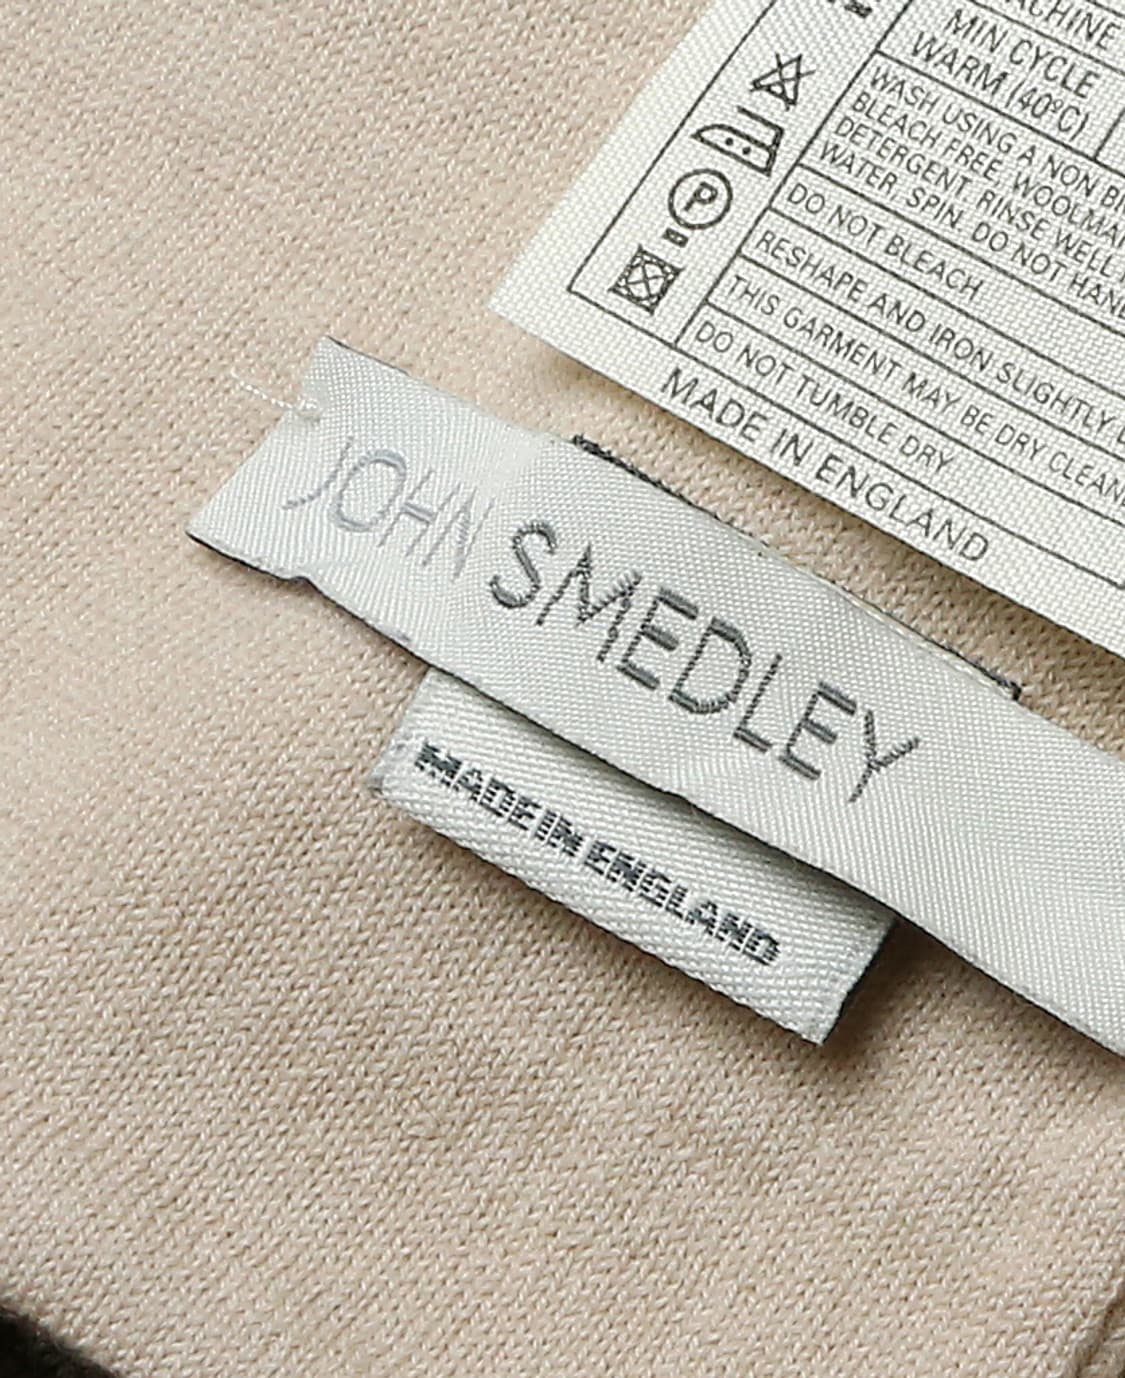 MIN CYCLE
WARM (40°C)
WASH USING A NON
BLEACH FREE, WOOLMA
DETERGENT. RINSE WELL
WATER. SPIN. DO NOT
DO NOT BLEACH
RESHAPE AND IRON SLIGHTLY
THIS GARMENT MAY BE DRY CLEAN
DO NOT TUMBLE DRY
P
MADE IN ENGLAND
JOHN SMEDLEY
MADE IN ENGLAND